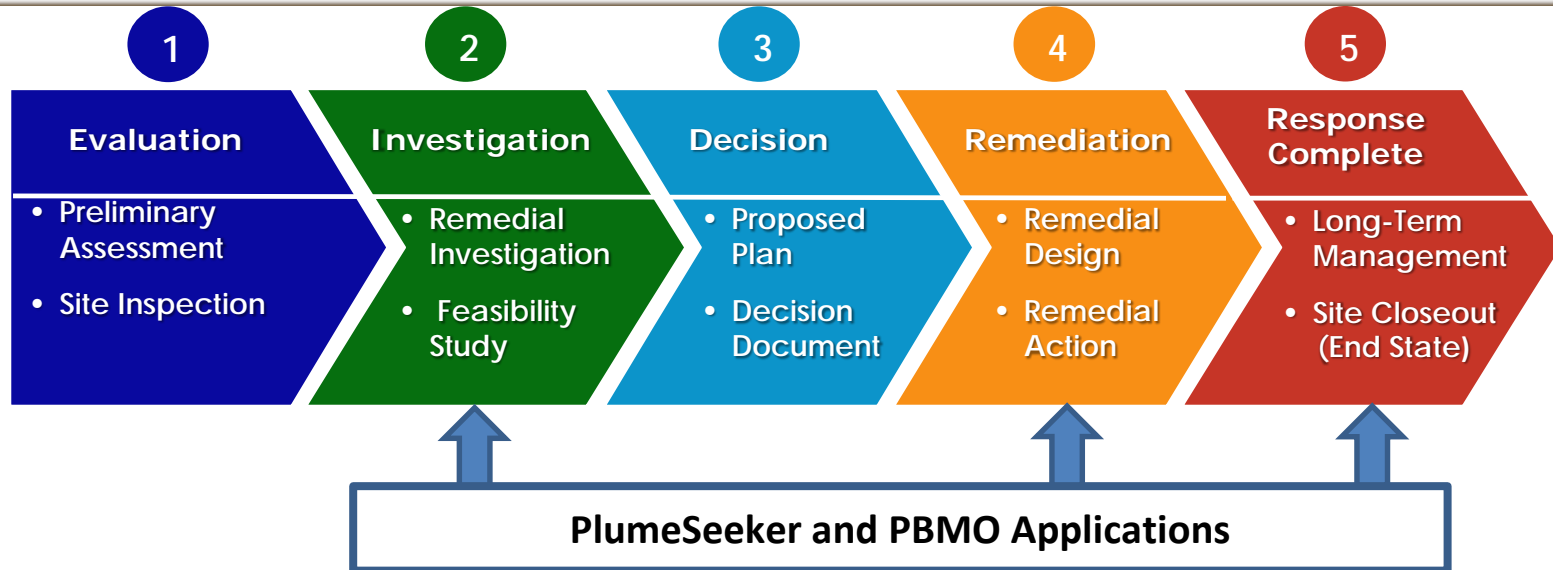 1
2
3
4
5
Evaluation
• Preliminary
Assessment
• Site Inspection
Investigation
• Remedial
Investigation
• Feasibility
Study
Decision
• Proposed
Plan
• Decision
Document
Remediation
• Remedial
Design
• Remedial
Action
Response
Complete
• Long-Term
Management
• Site Closeout
(End State)
PlumeSeeker and PBMO Applications